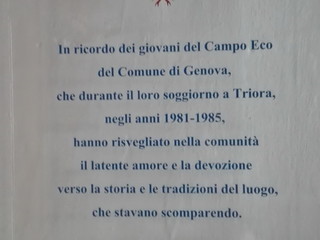 In ricordo dei giovani del Campo Eco
del Comune di Genova,
che durante il loro soggiorno a Triora,
negli anni 1981-1985,
hanno risvegliato nella comunità
il latente amore e la devozione
verso la storia e le tradizioni del luogo,
che stavano scomparendo.